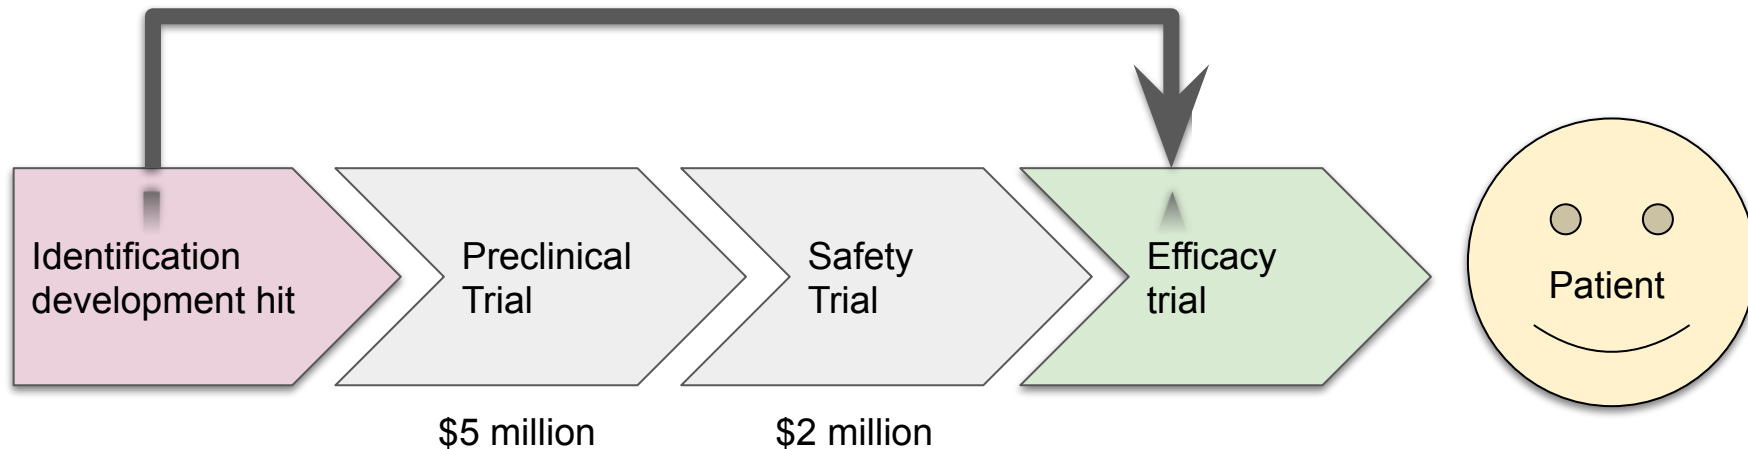 Identification
development hit
Preclinical
Trial
Safety
Trial
Efficacy
trial
Patient
$5 million
$2 million